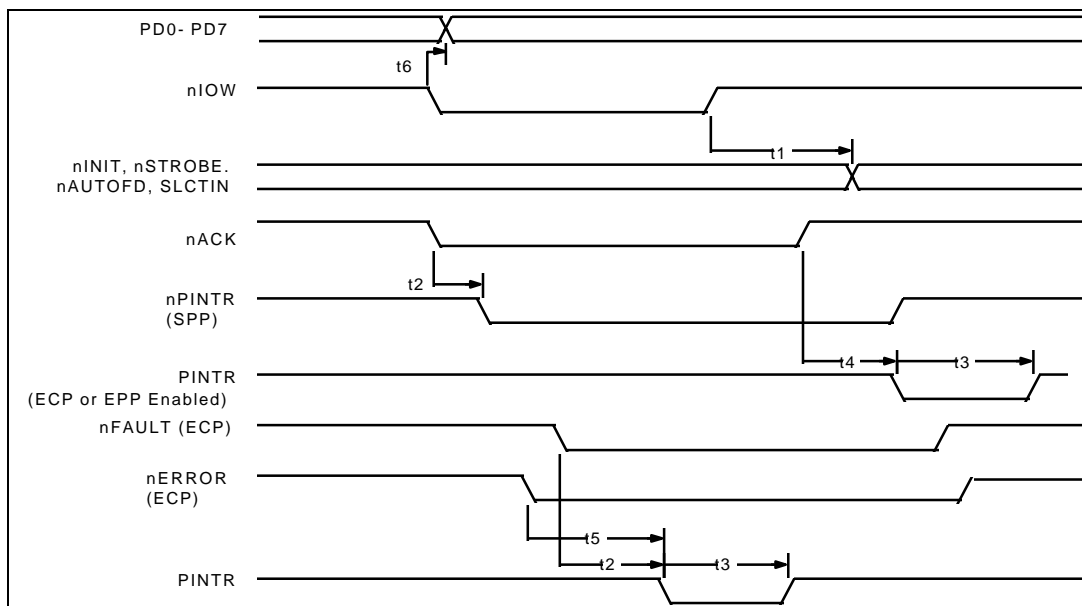 PD0- PD7
t6
nIOW
t1
nINIT, nSTROBE.
nAUTOFD, SLCTIN
nACK
t2
nPINTR
(SPP)
t4
t3
PINTR
(ECP or EPP Enabled)
nFAULT (ECP)
nERROR
(ECP)
t5
t2
t3
PINTR